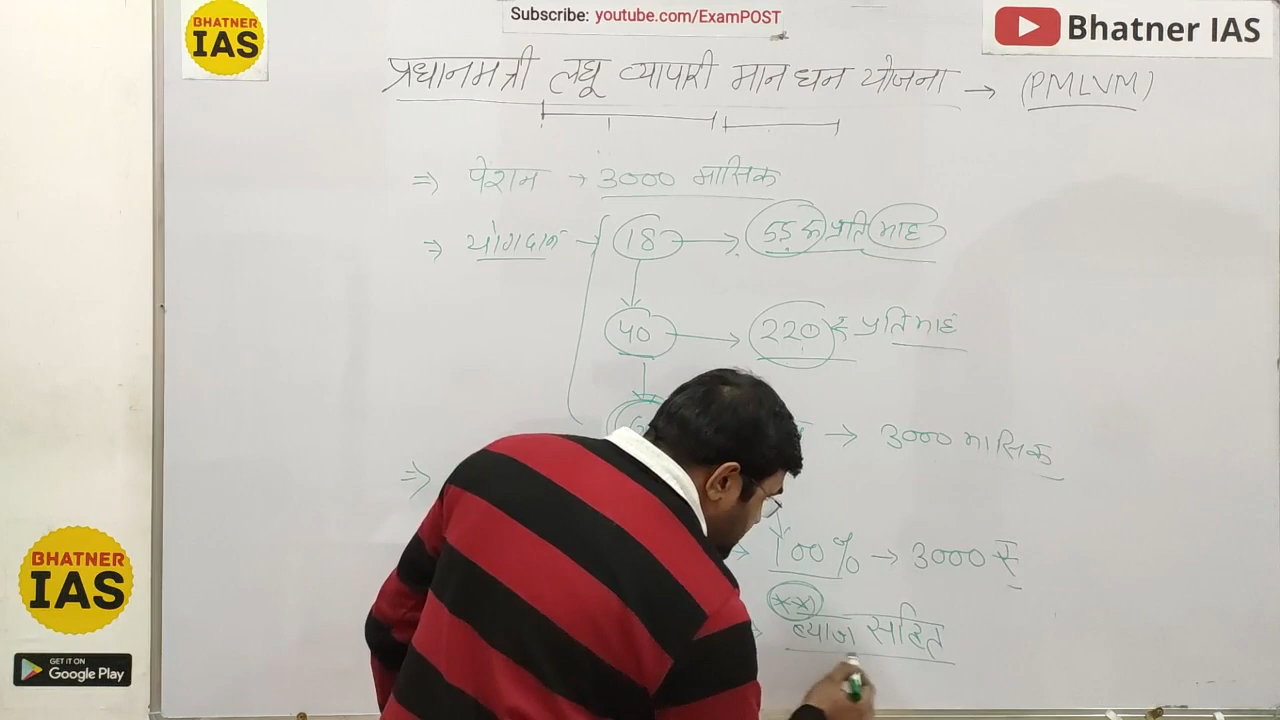 BHATNER
IAS
Subscribe: youtube.com/ExamPOST
Bhatner IAS
प्रधानमंत्री लघू व्यापारी मानधन योजना → (PMLVM)
⇒ पेंशन → 3000 मासिक
⇒ योगदान → 18 → 55 रु प्रति माह
40 → 220 ₹ प्रति माह
→ 3000 मासिक
⇒
→ 100% → 3000 ₹
**
ब्याज सहित
BHATNER
IAS
GET IT ON
Google Play